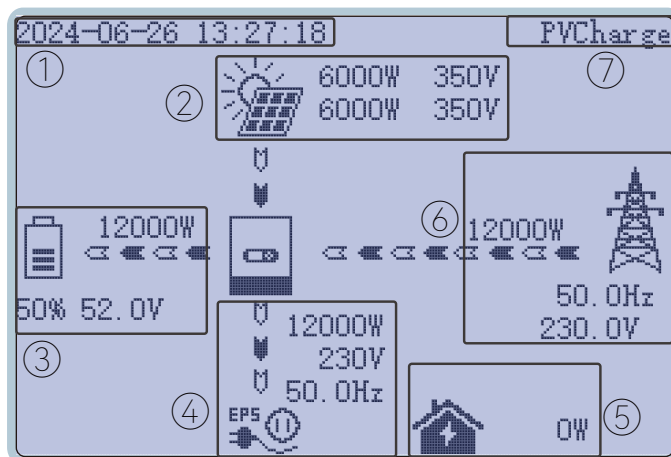 2024-06-26 13:27:18
PVCharge
①
⑦
6000W 350V
②
6000W 350V
⑥
12000W
12000W
50% 52.0V
50.0Hz
230.0V
③
12000W
230V
④
50.0Hz
EPS
⑤
0W